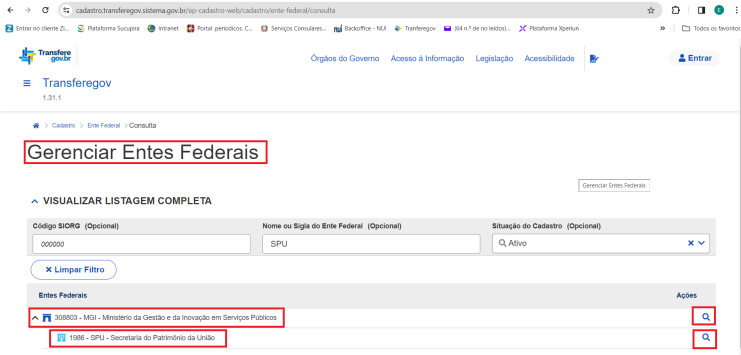 cadastro.transferegov.sistema.gov.br/ep-cadastro-web/cadastro/ente-federal/consulta
Entrar no cliente Zi... Plataforma Sucupira Intranet Portal .periodicos. C... Serviços Consulares... Backoffice - NUI Tranferegov (64 n.º de no leídos)... Plataforma Xperiun » Todos os favoritos
Transfere
gov.br
Órgãos do Governo Acesso à Informação Legislação Acessibilidade Entrar
Transferegov
1.31.1
> Cadastro > Ente Federal > Consulta
Gerenciar Entes Federais
Gerenciar Entes Federais
VISUALIZAR LISTAGEM COMPLETA
Código SIORG (Opcional) Nome ou Sigla do Ente Federal (Opcional) Situação do Cadastro (Opcional)
000000 SPU Ativo
Limpar Filtro
Entes Federais Ações
308803 - MGI - Ministério da Gestão e da Inovação em Serviços Públicos
1986 - SPU - Secretaria do Patrimônio da União